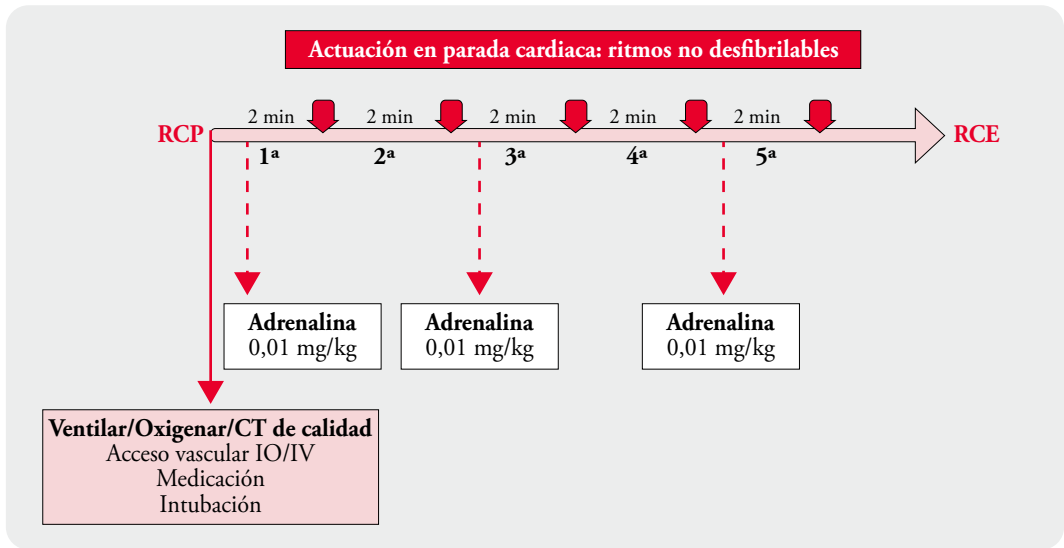 Actuación en parada cardiaca: ritmos no desfibrilables
2 min 2 min 2 min 2 min 2 min
RCP RCE
1ª 2ª 3ª 4ª 5ª
Adrenalina
0,01 mg/kg
Adrenalina
0,01 mg/kg
Adrenalina
0,01 mg/kg
Ventilar/Oxigenar/CT de calidad
Acceso vascular IO/IV
Medicación
Intubación